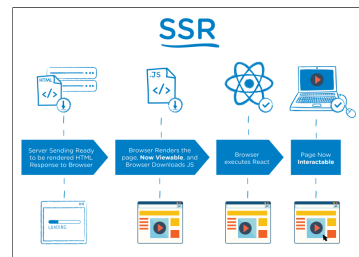 SSR
HTML
</>
.JS
</>
Server Sending Ready
to be rendered HTML
Response to Browser
Browser Renders the
page, Now Viewable, and
Browser Downloads JS
Browser
executes React
Page Now
Interactable
LOADING